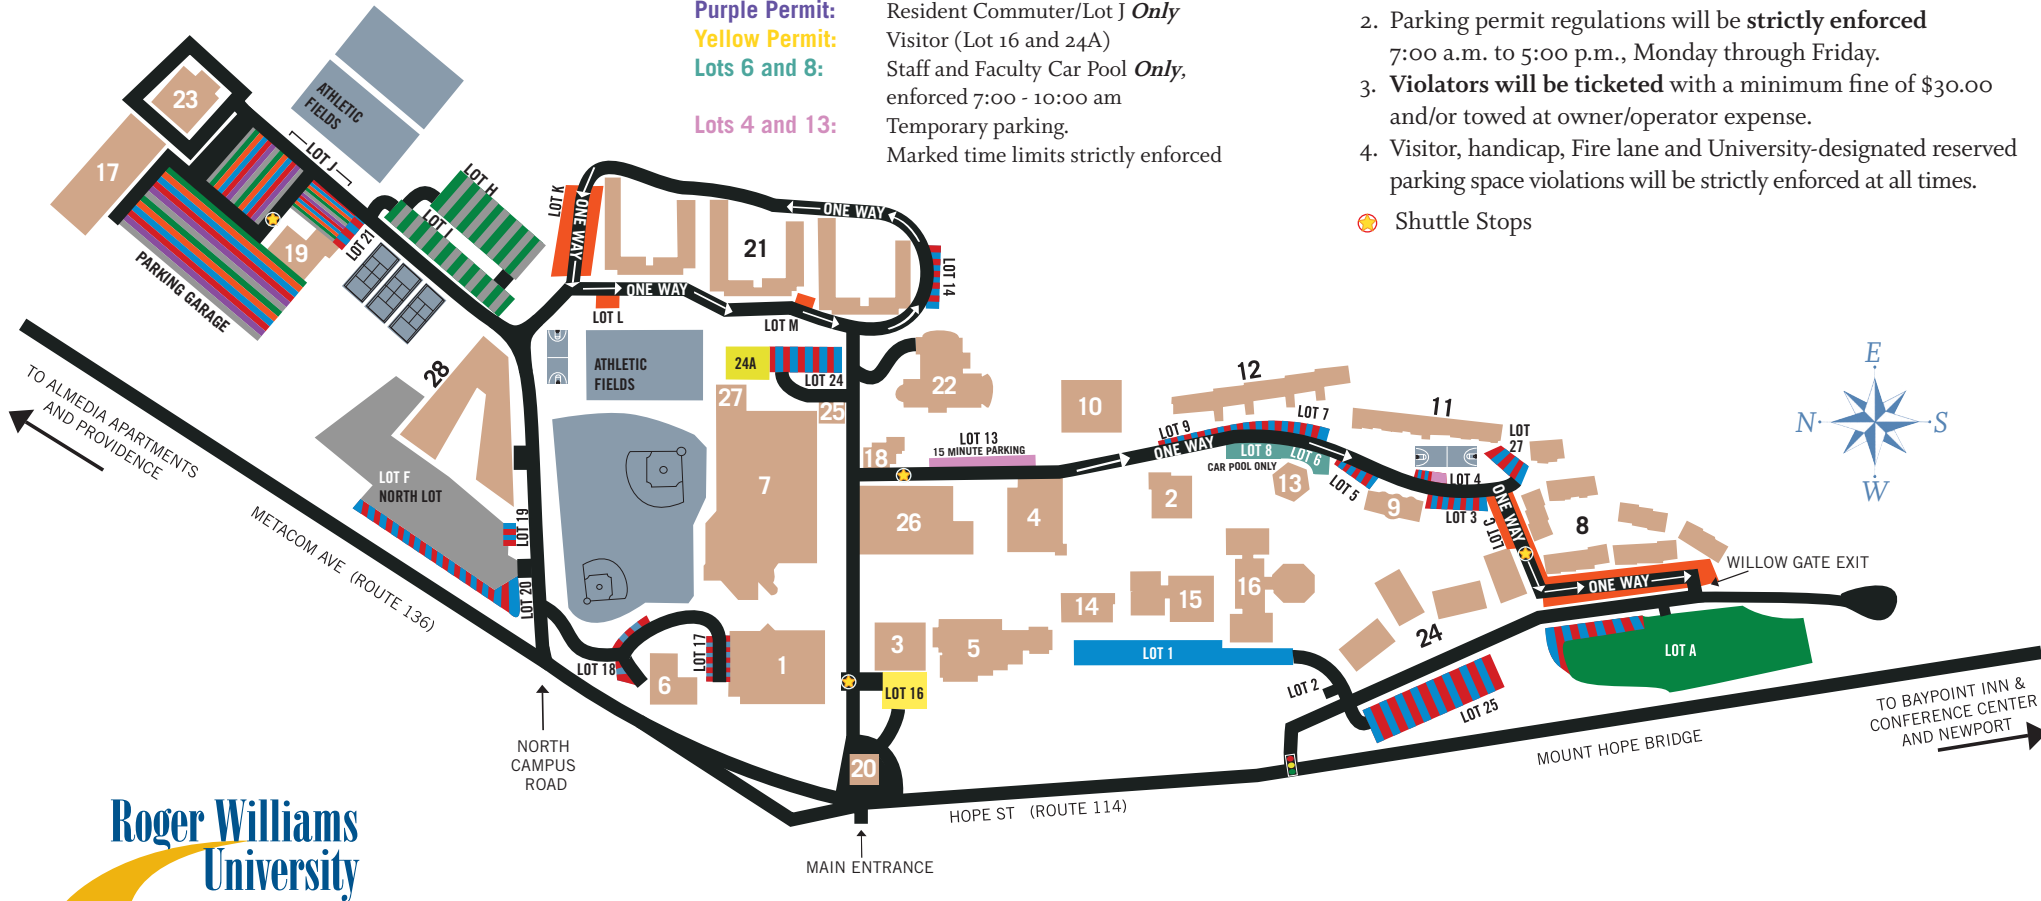 Purple Permit: Resident Commuter/Lot J Only
Yellow Permit: Visitor (Lot 16 and 24A)
Lots 6 and 8: Staff and Faculty Car Pool Only,
enforced 7:00 - 10:00 am
Lots 4 and 13: Temporary parking.
Marked time limits strictly enforced
2. Parking permit regulations will be strictly enforced
7:00 a.m. to 5:00 p.m., Monday through Friday.
3. Violators will be ticketed with a minimum fine of $30.00
and/or towed at owner/operator expense.
4. Visitor, handicap, Fire lane and University-designated reserved
parking space violations will be strictly enforced at all times.
Shuttle Stops
23
17
19
ATHLETIC
FIELDS
LOT J
LOT H
LOT I
LOT 21
PARKING GARAGE
LOT K
ONE WAY
ONE WAY
ONE WAY
21
LOT 14
LOT L
LOT M
28
ATHLETIC
FIELDS
24A
LOT 24
27
25
22
10
12
11
LOT 7
LOT 9
ONE WAY
LOT 8
LOT 6
CAR POOL ONLY
LOT
27
LOT 13
15 MINUTE PARKING
18
7
26
4
2
13
LOT 5
9
LOT 4
LOT 3
ONE WAY
LOT C
8
E
N
S
W
LOT F
NORTH LOT
LOT 19
LOT 20
TO ALMEDIA APARTMENTS
AND PROVIDENCE
METACOM AVE (ROUTE 136)
WILLOW GATE EXIT
ONE WAY
14
15
16
24
LOT 18
6
LOT 17
1
3
5
LOT 16
LOT 1
LOT 2
LOT 25
LOT A
20
NORTH
CAMPUS
ROAD
MAIN ENTRANCE
HOPE ST (ROUTE 114)
MOUNT HOPE BRIDGE
TO BAYPOINT INN &
CONFERENCE CENTER
AND NEWPORT
Roger Williams
University